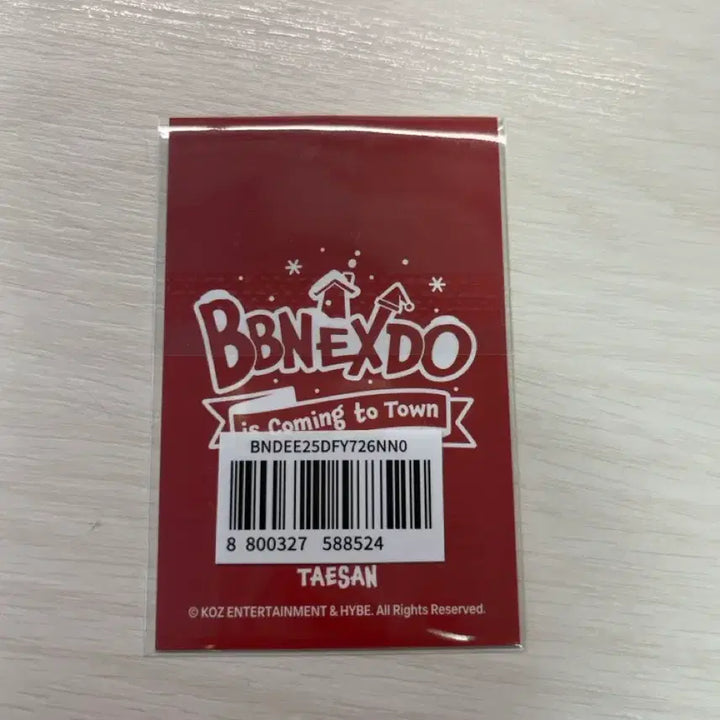 BBNEXDO
is Coming to Town
BNDEE25DFY726NN0
8 800327 588524
TAESAN
© KOZ ENTERTAINMENT & HYBE. All Rights Reserved.